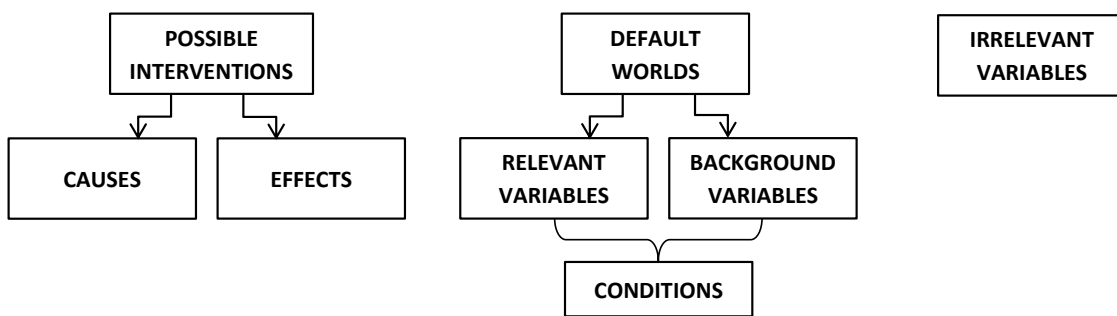 POSSIBLE
INTERVENTIONS
DEFAULT
WORLDS
IRRELEVANT
VARIABLES
CAUSES
EFFECTS
RELEVANT
VARIABLES
BACKGROUND
VARIABLES
CONDITIONS